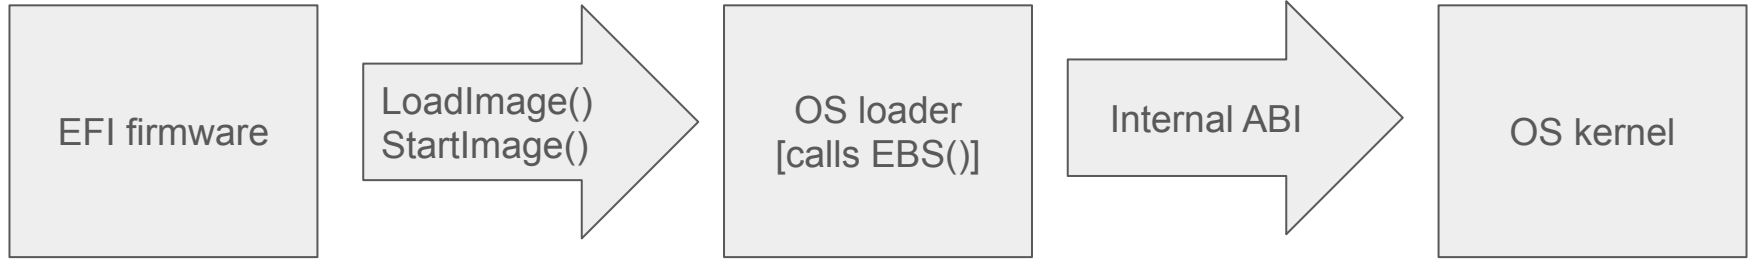 EFI firmware
LoadImage()
StartImage()
OS loader
[calls EBS()]
Internal ABI
OS kernel